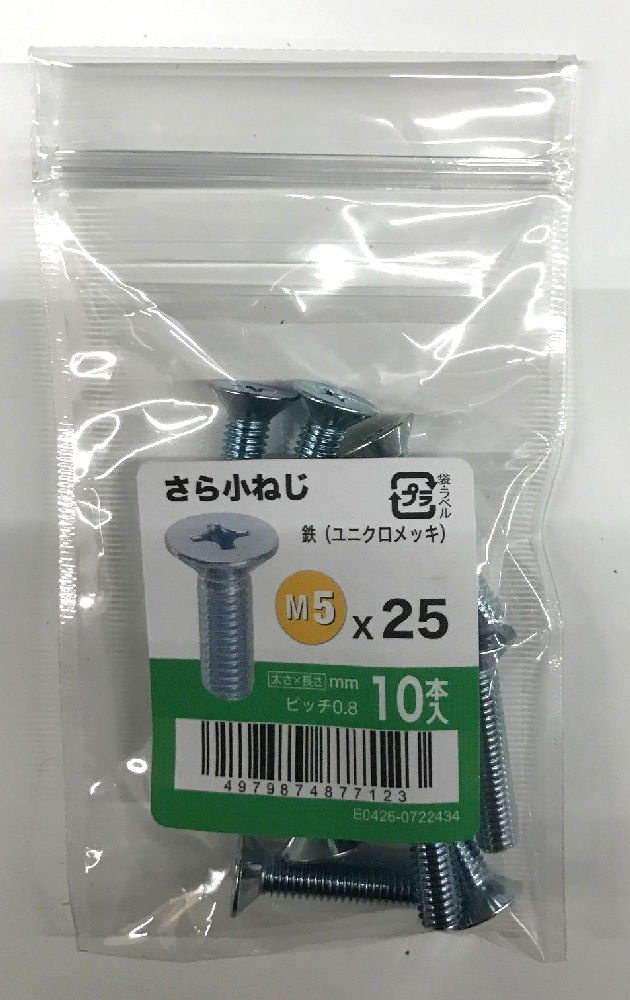 さら小ねじ
プラ
袋・ラベル
鉄（ユニクロメッキ）
M5 x 25
太さ×長さ mm
ピッチ0.8
10本入
4979874877123
E0426-0722434